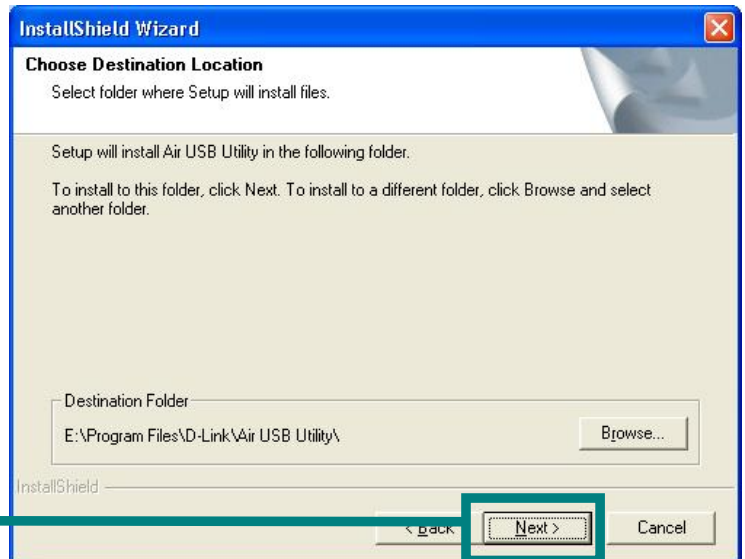 InstallShield Wizard
Choose Destination Location
Select folder where Setup will install files.
Setup will install Air USB Utility in the following folder.
To install to this folder, click Next. To install to a different folder, click Browse and select
another folder.
Destination Folder
E:\Program Files\D-Link\Air USB Utility\
Browse...
InstallShield
< Back
Next >
Cancel